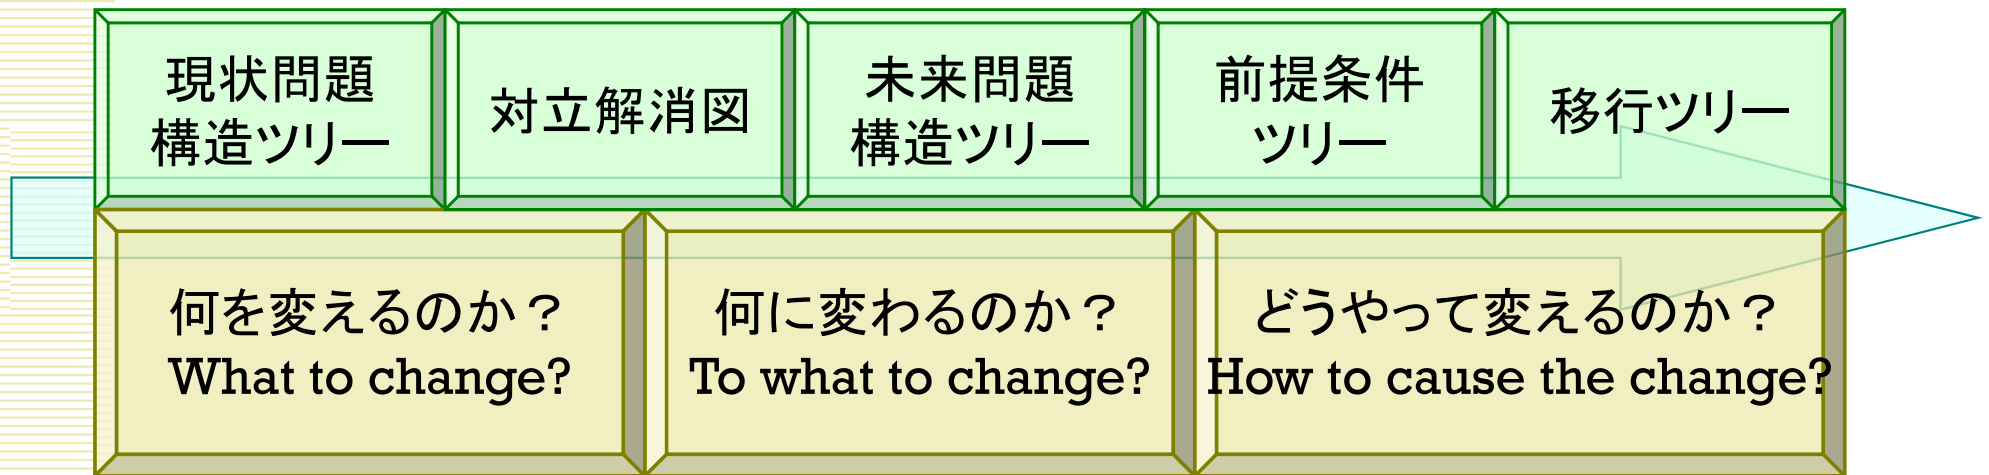 現状問題
構造ツリー
対立解消図
未来問題
構造ツリー
前提条件
ツリー
移行ツリー
何を変えるのか？
What to change?
何に変わるのか？
To what to change?
どうやって変えるのか？
How to cause the change?